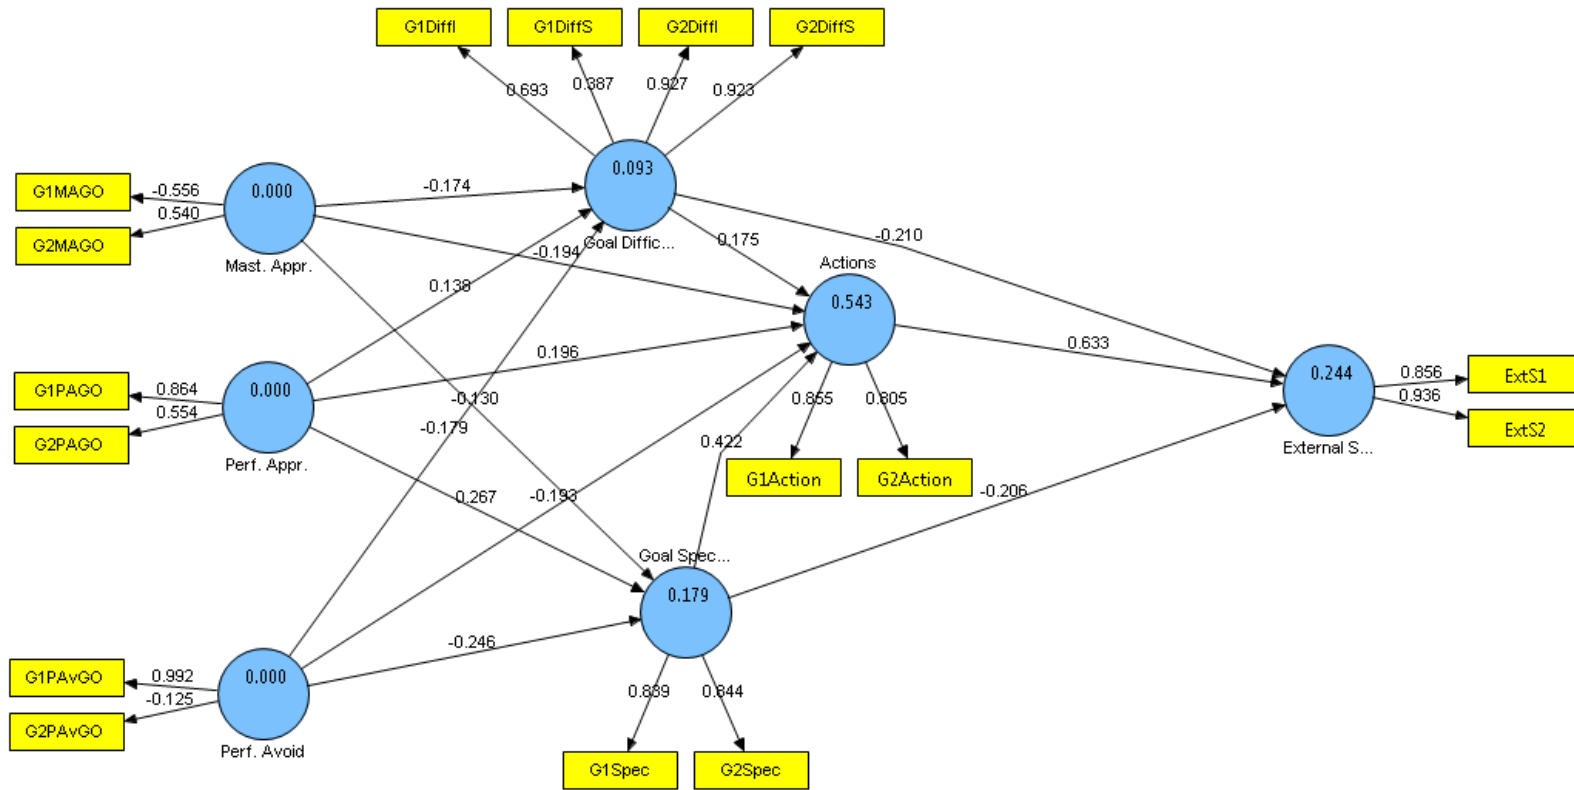 G1DiffI
G1DiffS
G2DiffI
G2DiffS
0.693
0.387
0.927
0.923
0.093
Goal Diffic...
G1MAGO
G2MAGO
-0.556
0.540
0.000
Mast. Appr.
-0.174
-0.194
0.175
-0.210
0.138
Actions
0.543
0.196
0.633
0.244
External S...
0.856
0.936
ExtS1
ExtS2
G1PAGO
G2PAGO
0.864
0.554
0.000
Perf. Appr.
-0.130
-0.179
0.855
0.805
G1Action
G2Action
0.422
0.267
-0.193
-0.206
Goal Spec...
0.179
-0.246
G1PAvGO
G2PAvGO
0.992
-0.125
0.000
Perf. Avoid
0.839
0.844
G1Spec
G2Spec